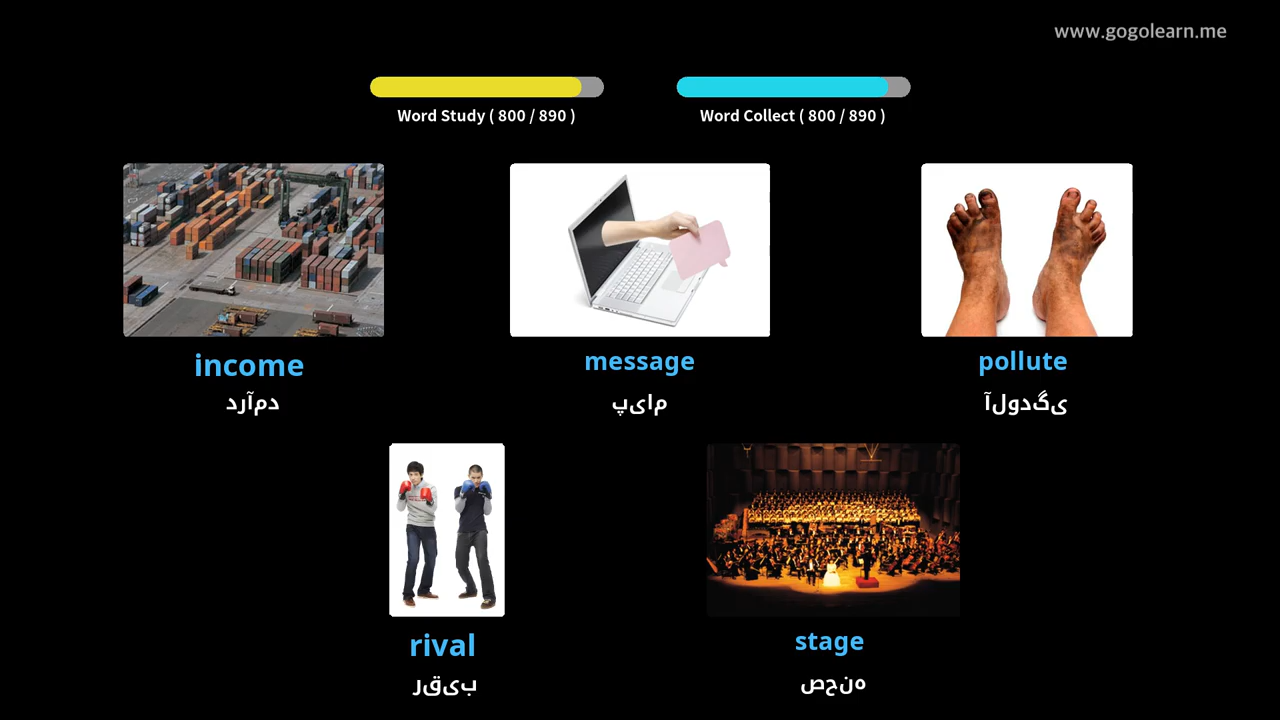 www.gogolearn.me
Word Study ( 800 / 890 )
Word Collect ( 800 / 890 )
income
دمآرد
message
مایپ
pollute
یگدولآ
rival
بیقر
stage
هنحص